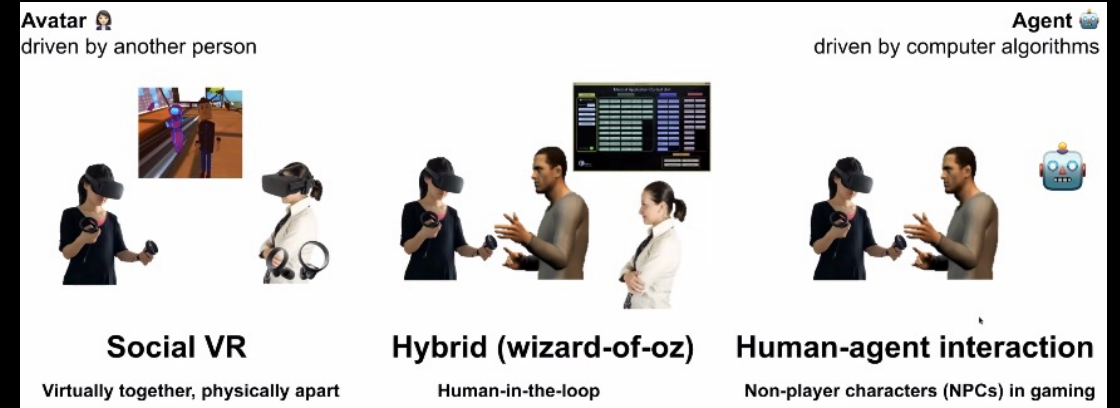 Avatar 👩🏻‍💼
driven by another person
Agent 🤖
driven by computer algorithms
Social VR
Hybrid (wizard-of-oz)
Human-agent interaction
Virtually together, physically apart
Human-in-the-loop
Non-player characters (NPCs) in gaming